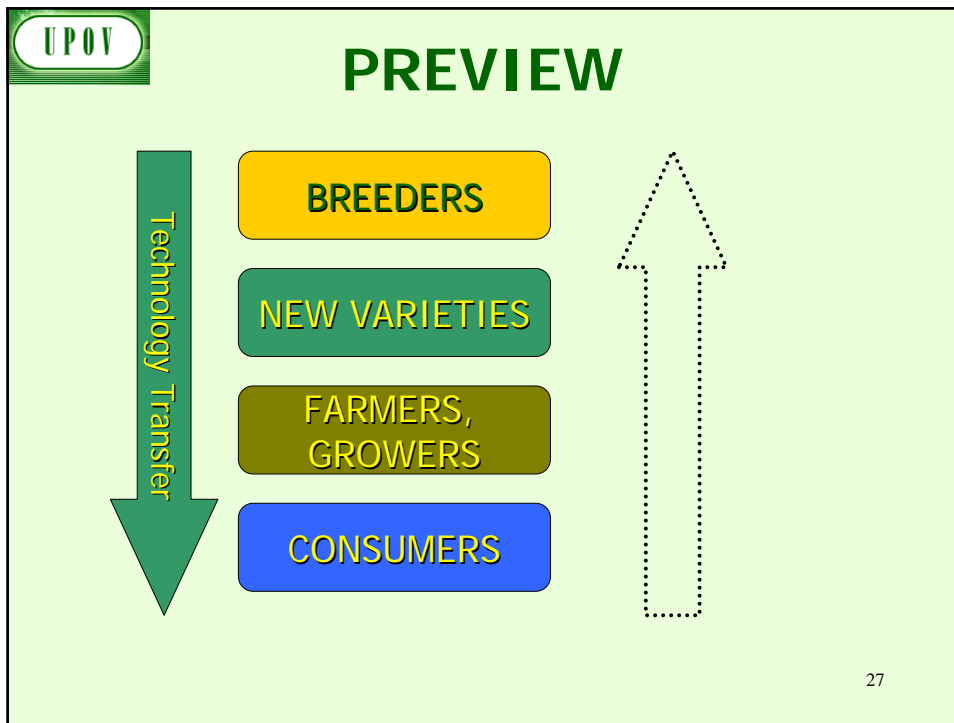 UPOV
PREVIEW
Technology Transfer
BREEDERS
NEW VARIETIES
FARMERS,
GROWERS
CONSUMERS
27